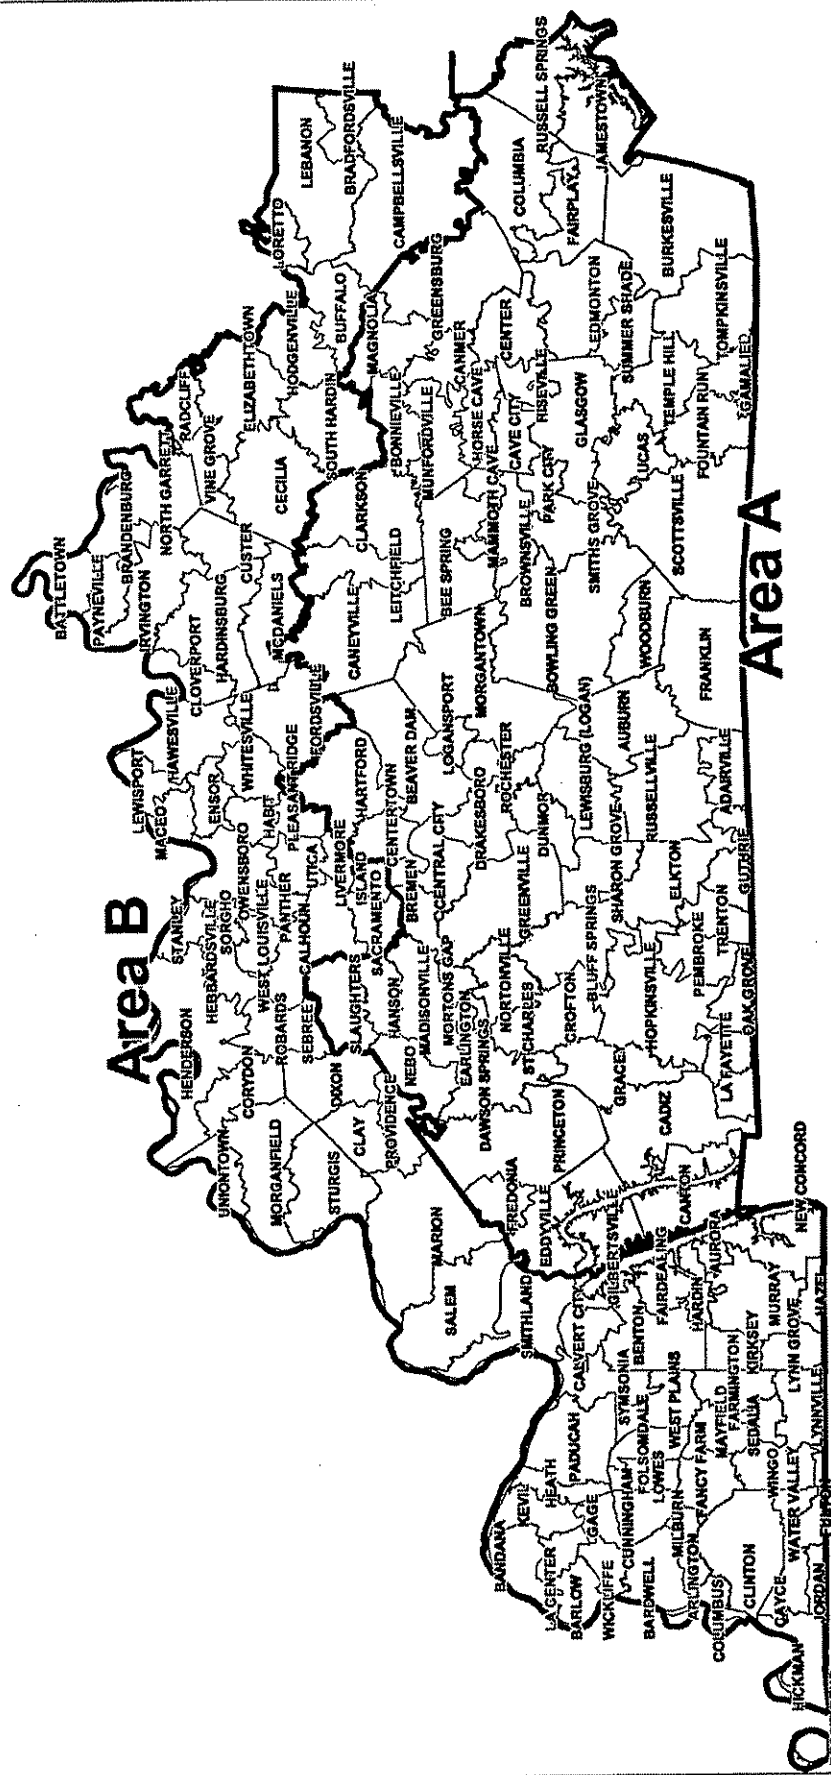 BATTLETOWN
PAYNEVILLE
BRANDENBURG
Area B
LEWISPORT
MACEO
HAWESVILLE
IRVINGTON
NORTH GARRETT
RADCLIFF
HENDERSON
STANLEY
CLOVERPORT
VINE GROVE
HEBBARDSVILLE
SORGHO
ENSOR
HARDINSBURG
UNIONTOWN
CORYDON
OWENSBORO
WHITESVILLE
CUSTER
ELIZABETHTOWN
LORETTO
WEST LOUISVILLE
HABIT
MCDANIELS
CECILIA
HODGENVILLE
LEBANON
MORGANFIELD
ROBARDS
PANTHER
PLEASANT RIDGE
SEBREE
CALHOUN
UTICA
FORDSVILLE
SOUTH HARDIN
BUFFALO
BRADFORDSVILLE
STURGIS
DIXON
LIVERMORE
CLAY
SLAUGHTERS
ISLAND
HARTFORD
CANEYVILLE
CLARKSON
MAGNOLIA
PROVIDENCE
SACRAMENTO
CENTERTOWN
LEITCHFIELD
BONNIEVILLE
CAMPBELLSVILLE
HANSON
NEBO
BREMEN
BEAVER DAM
MUNFORDVILLE
MARION
MADISONVILLE
CENTRAL CITY
GREENSBURG
SALEM
MORTONS GAP
LOGANSPORT
BEE SPRING
CANMER
EARLINGTON
DAWSON SPRINGS
DRAKESBORO
MORGANTOWN
HORSE CAVE
MAMMOTH CAVE
CENTER
BANDANA
FREDONIA
NORTONVILLE
ROCHESTER
CAVE CITY
COLUMBIA
SMITHLAND
ST CHARLES
GREENVILLE
BROWNSVILLE
RUSSELL SPRINGS
KEVIL
EDDYVILLE
DUNMOR
BOWLING GREEN
PARK CITY
HISEVILLE
LA CENTER
HEATH
PRINCETON
CROFTON
FAIRPLAY
BARLOW
PADUCAH
CALVERT CITY
BLUFF SPRINGS
LEWISBURG (LOGAN)
SMITHS GROVE
GLASGOW
EDMONTON
JAMESTOWN
GAGE
WICKLIFFE
GILBERTSVILLE
GRACEY
SHARON GROVE
AUBURN
SUMMER SHADE
CUNNINGHAM
SYMSONIA
BENTON
HOPKINSVILLE
RUSSELLVILLE
WOODBURN
LUCAS
FOLSOMDALE
LOWES
BARDWELL
FAIRDEALING
CADIZ
ELKTON
SCOTTSVILLE
TEMPLE HILL
BURKESVILLE
MILBURN
WEST PLAINS
CANTON
PEMBROKE
FRANKLIN
FOUNTAIN RUN
ARLINGTON
FANCY FARM
HARDIN
AURORA
LA FAYETTE
TRENTON
ADAIRVILLE
TOMPKINSVILLE
COLUMBUS
MAYFIELD
FARMINGTON
OAK GROVE
GUTHRIE
GAMALIEL
CLINTON
SEDALIA
KIRKSEY
Area A
CAYCE
WINGO
MURRAY
HICKMAN
WATER VALLEY
LYNN GROVE
NEW CONCORD
JORDAN
FULTON
LYNNVILLE
HAZEL